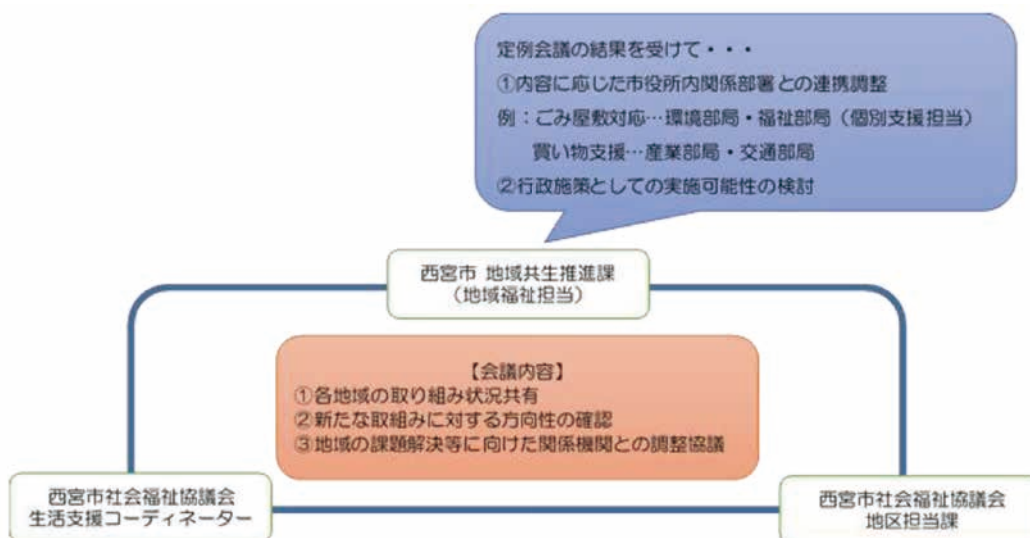 定例会議の結果を受けて・・・
①内容に応じた市役所内関係部署との連携調整
例：ごみ屋敷対応…環境部局・福祉部局（個別支援担当）
買い物支援…産業部局・交通部局
②行政施策としての実施可能性の検討
西宮市 地域共生推進課
（地域福祉担当）
【会議内容】
①各地域の取り組み状況共有
②新たな取組みに対する方向性の確認
③地域の課題解決等に向けた関係機関との調整協議
西宮市社会福祉協議会
生活支援コーディネーター
西宮市社会福祉協議会
地区担当課